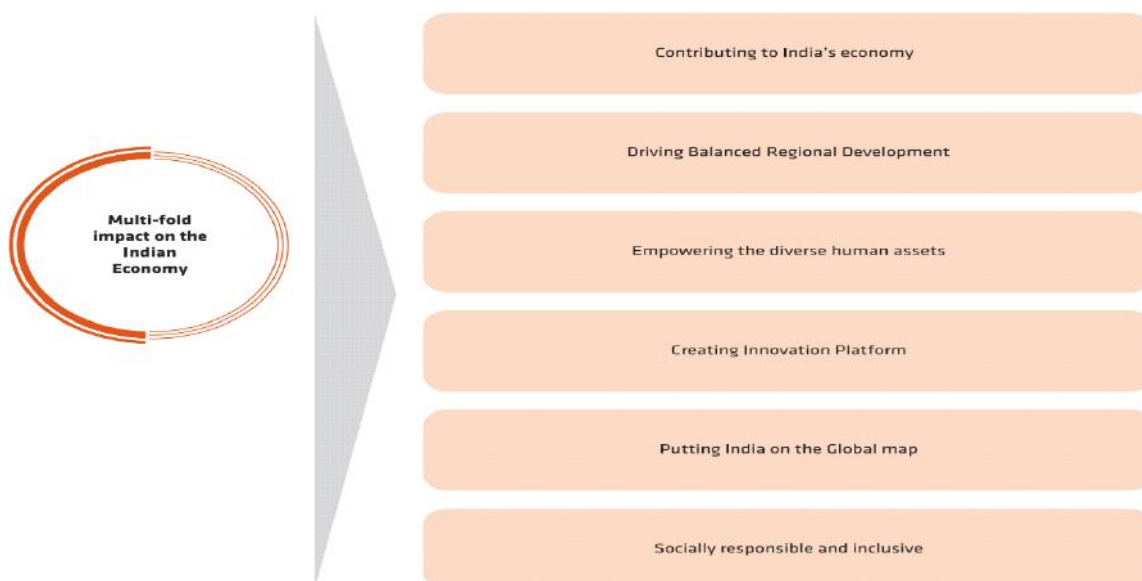 Multi-fold
impact on the
Indian
Economy
Contributing to India's economy
Driving Balanced Regional Development
Empowering the diverse human assets
Creating Innovation Platform
Putting India on the Global map
Socially responsible and inclusive